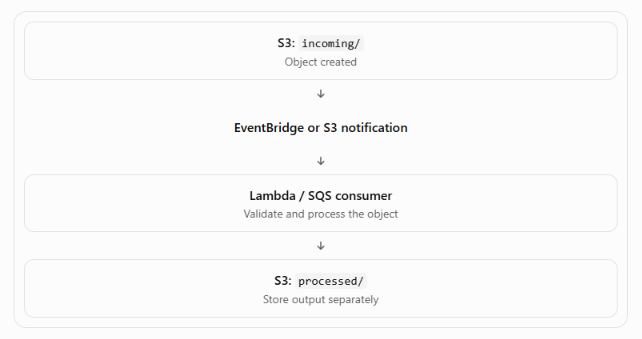 S3: incoming/
Object created
↓
EventBridge or S3 notification
↓
Lambda / SQS consumer
Validate and process the object
↓
S3: processed/
Store output separately